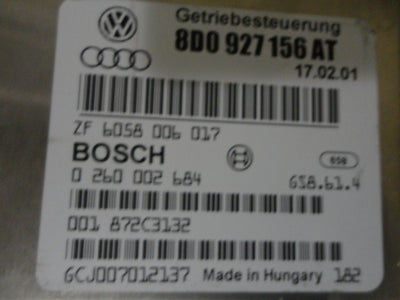 Getriebesteuerung
8D0 927 156 AT
17.02.01
ZF 6058 006 017
BOSCH
0 260 002 684
6S8.61.4
001 872C3132
6CJ007012137 Made in Hungary 182